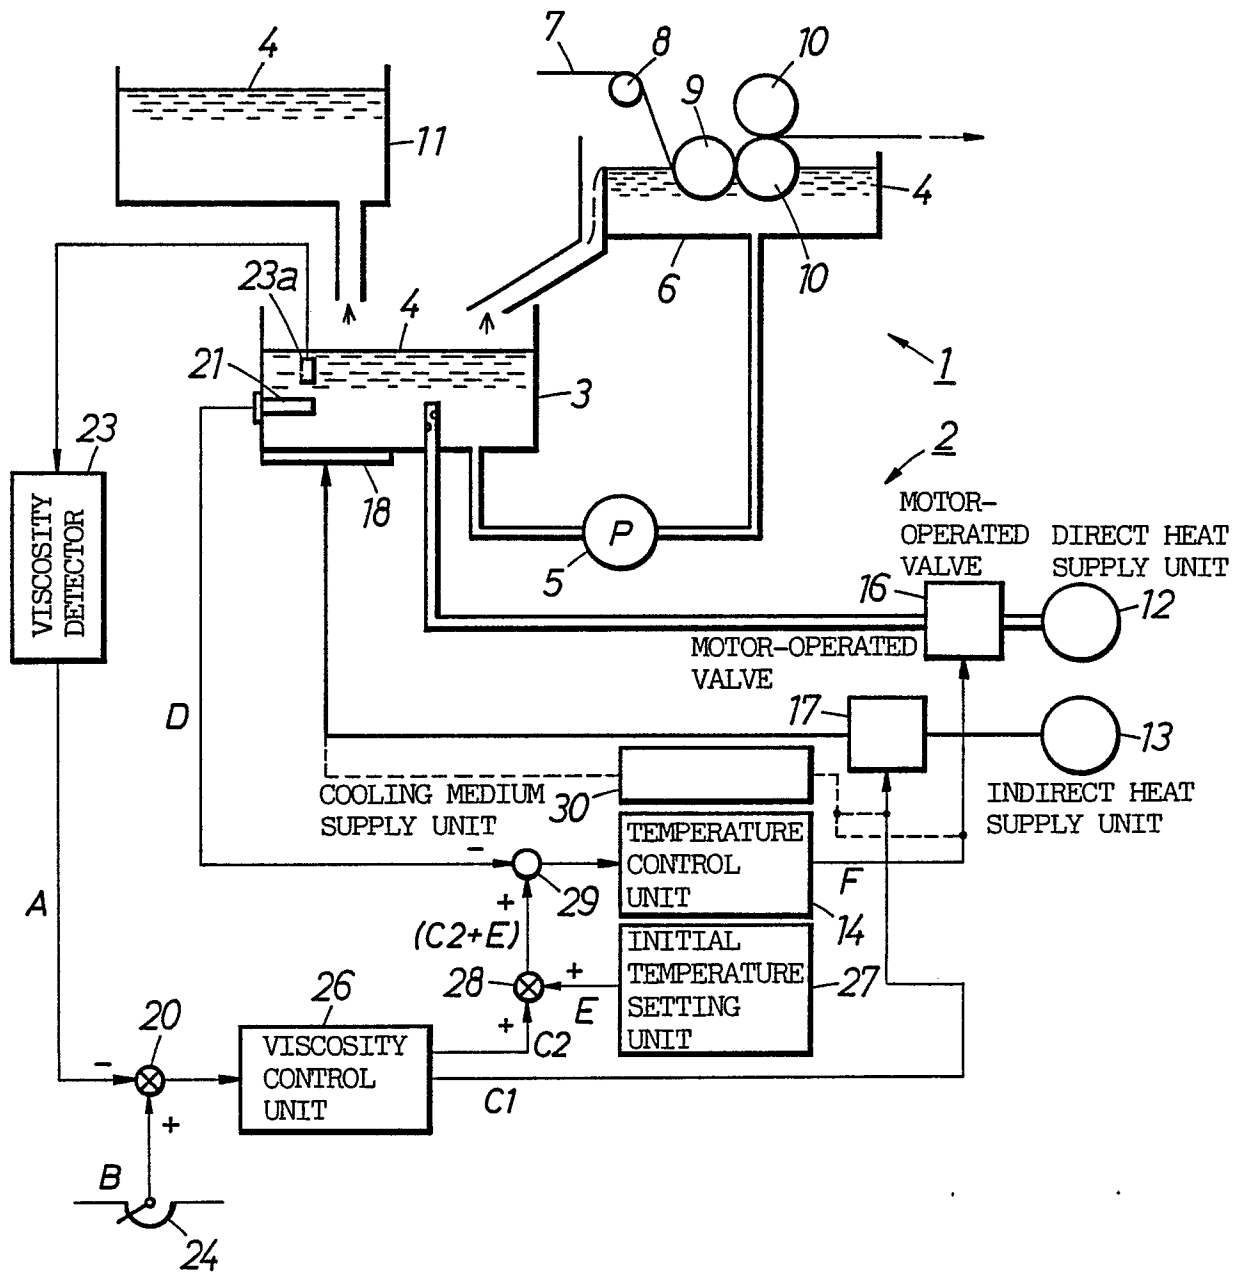 7
8
10
4
9
11
4
6
10
23a
4
21
3
1
23
2
18
VISCOSITY
DETECTOR
P
5
MOTOR-
OPERATED
VALVE
DIRECT HEAT
SUPPLY UNIT
16
12
MOTOR-OPERATED
VALVE
D
17
13
COOLING MEDIUM
SUPPLY UNIT
30
INDIRECT HEAT
SUPPLY UNIT
−
TEMPERATURE
CONTROL
UNIT
F
A
+
29
14
(C2+E)
INITIAL
TEMPERATURE
SETTING
UNIT
28
+
E
27
26
+
C2
20
VISCOSITY
CONTROL
UNIT
−
C1
+
B
24